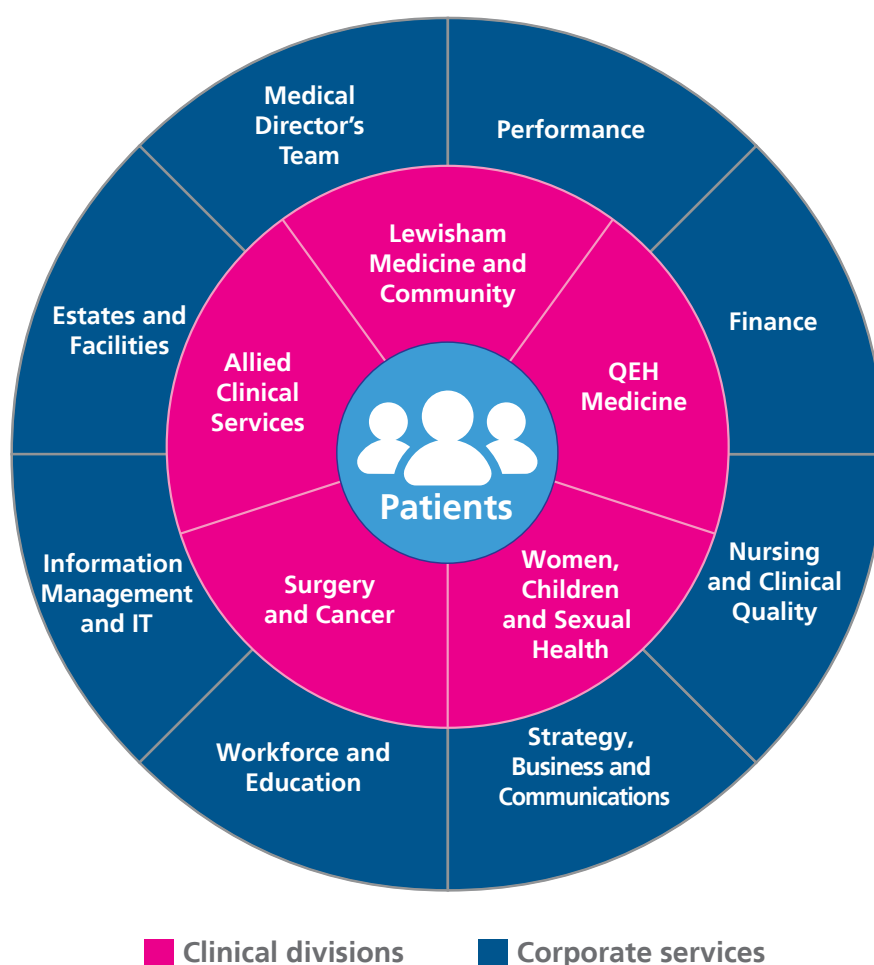 Medical
Director’s
Team
Performance
Lewisham
Medicine and
Community
Estates and
Facilities
Finance
Allied
Clinical
Services
QEH
Medicine
Patients
Information
Management
and IT
Surgery
and Cancer
Women,
Children
and Sexual
Health
Nursing
and Clinical
Quality
Workforce and
Education
Strategy,
Business and
Communications
Clinical divisions
Corporate services